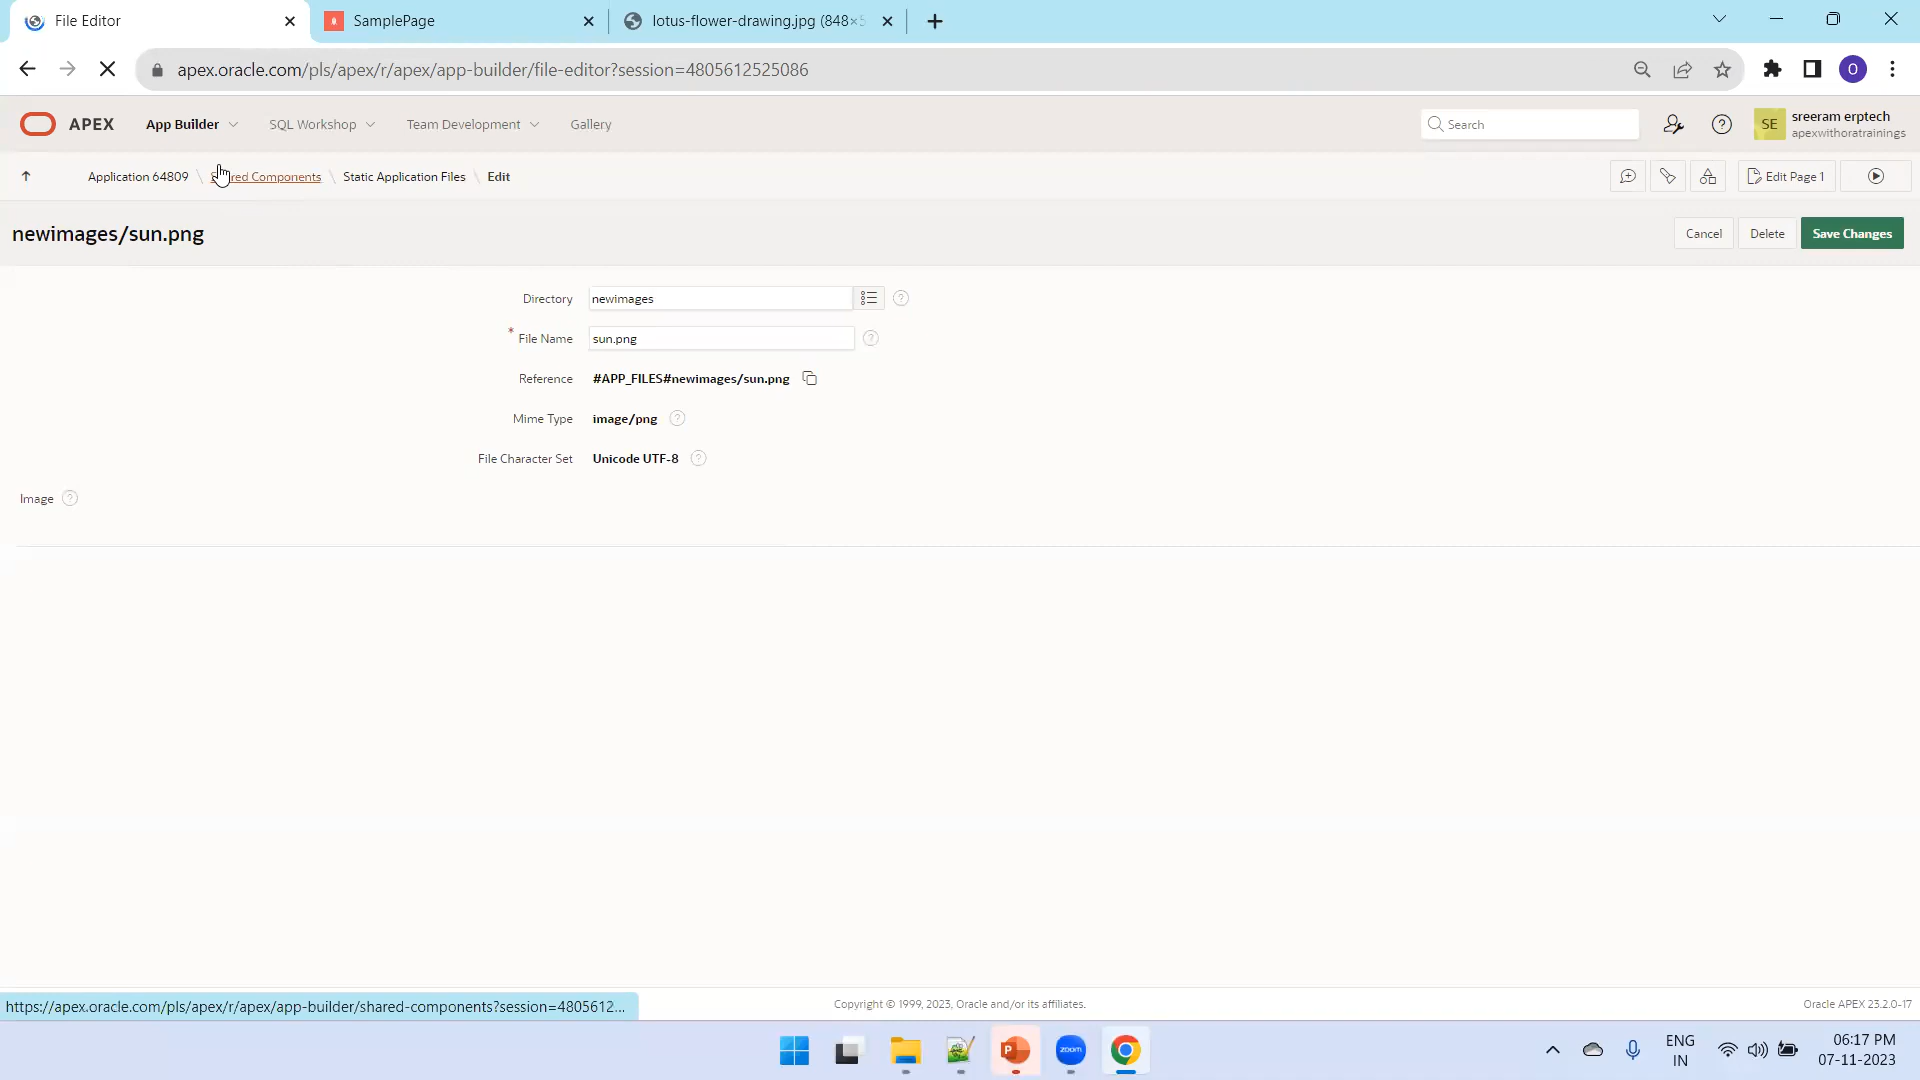 File Editor
SamplePage
lotus-flower-drawing.jpg (848×5
apex.oracle.com/pls/apex/r/apex/app-builder/file-editor?session=4805612525086
O
APEX
App Builder
SQL Workshop
Team Development
Gallery
Search
SE
sreeram erptech
apexwithoratrainings
Application 64809 \ Shared Components \ Static Application Files \ Edit
Edit Page 1
newimages/sun.png
Cancel
Delete
Save Changes
Directory
newimages
* File Name
sun.png
Reference
#APP_FILES#newimages/sun.png
Mime Type
image/png
File Character Set
Unicode UTF-8
Image
https://apex.oracle.com/pls/apex/r/apex/app-builder/shared-components?session=4805612...
Copyright © 1999, 2023, Oracle and/or its affiliates.
Oracle APEX 23.2.0-17
zoom
ENG
IN
06:17 PM
07-11-2023